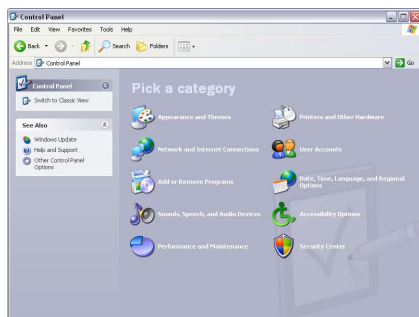 Control Panel
File Edit View Favorites Tools Help
Back Search Folders
Address Control Panel Go
Control Panel
Switch to Classic View
See Also
Windows Update
Help and Support
Other Control Panel
Options
Pick a category
Appearance and Themes
Printers and Other Hardware
Network and Internet Connections
User Accounts
Add or Remove Programs
Date, Time, Language, and Regional
Options
Sounds, Speech, and Audio Devices
Accessibility Options
Performance and Maintenance
Security Center